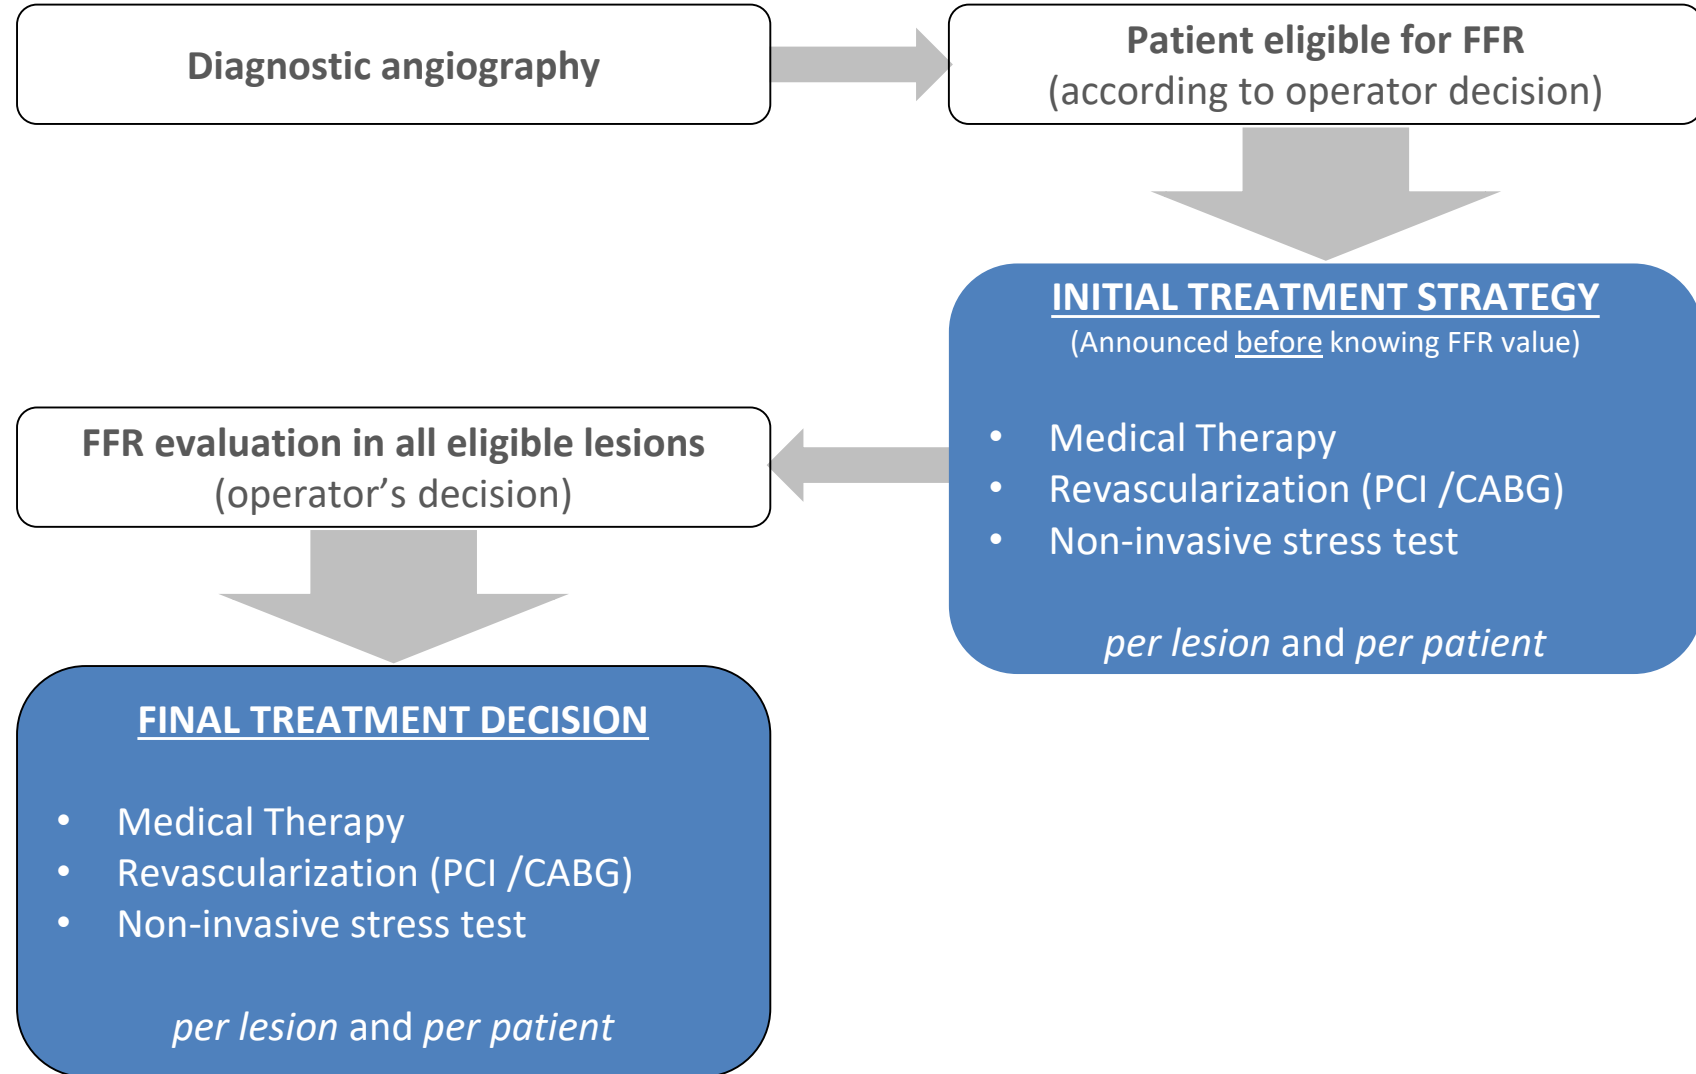 Diagnostic angiography
Patient eligible for FFR
(according to operator decision)
INITIAL TREATMENT STRATEGY
(Announced before knowing FFR value)
• Medical Therapy
• Revascularization (PCI /CABG)
• Non-invasive stress test
per lesion and per patient
FFR evaluation in all eligible lesions
(operator’s decision)
FINAL TREATMENT DECISION
• Medical Therapy
• Revascularization (PCI /CABG)
• Non-invasive stress test
per lesion and per patient